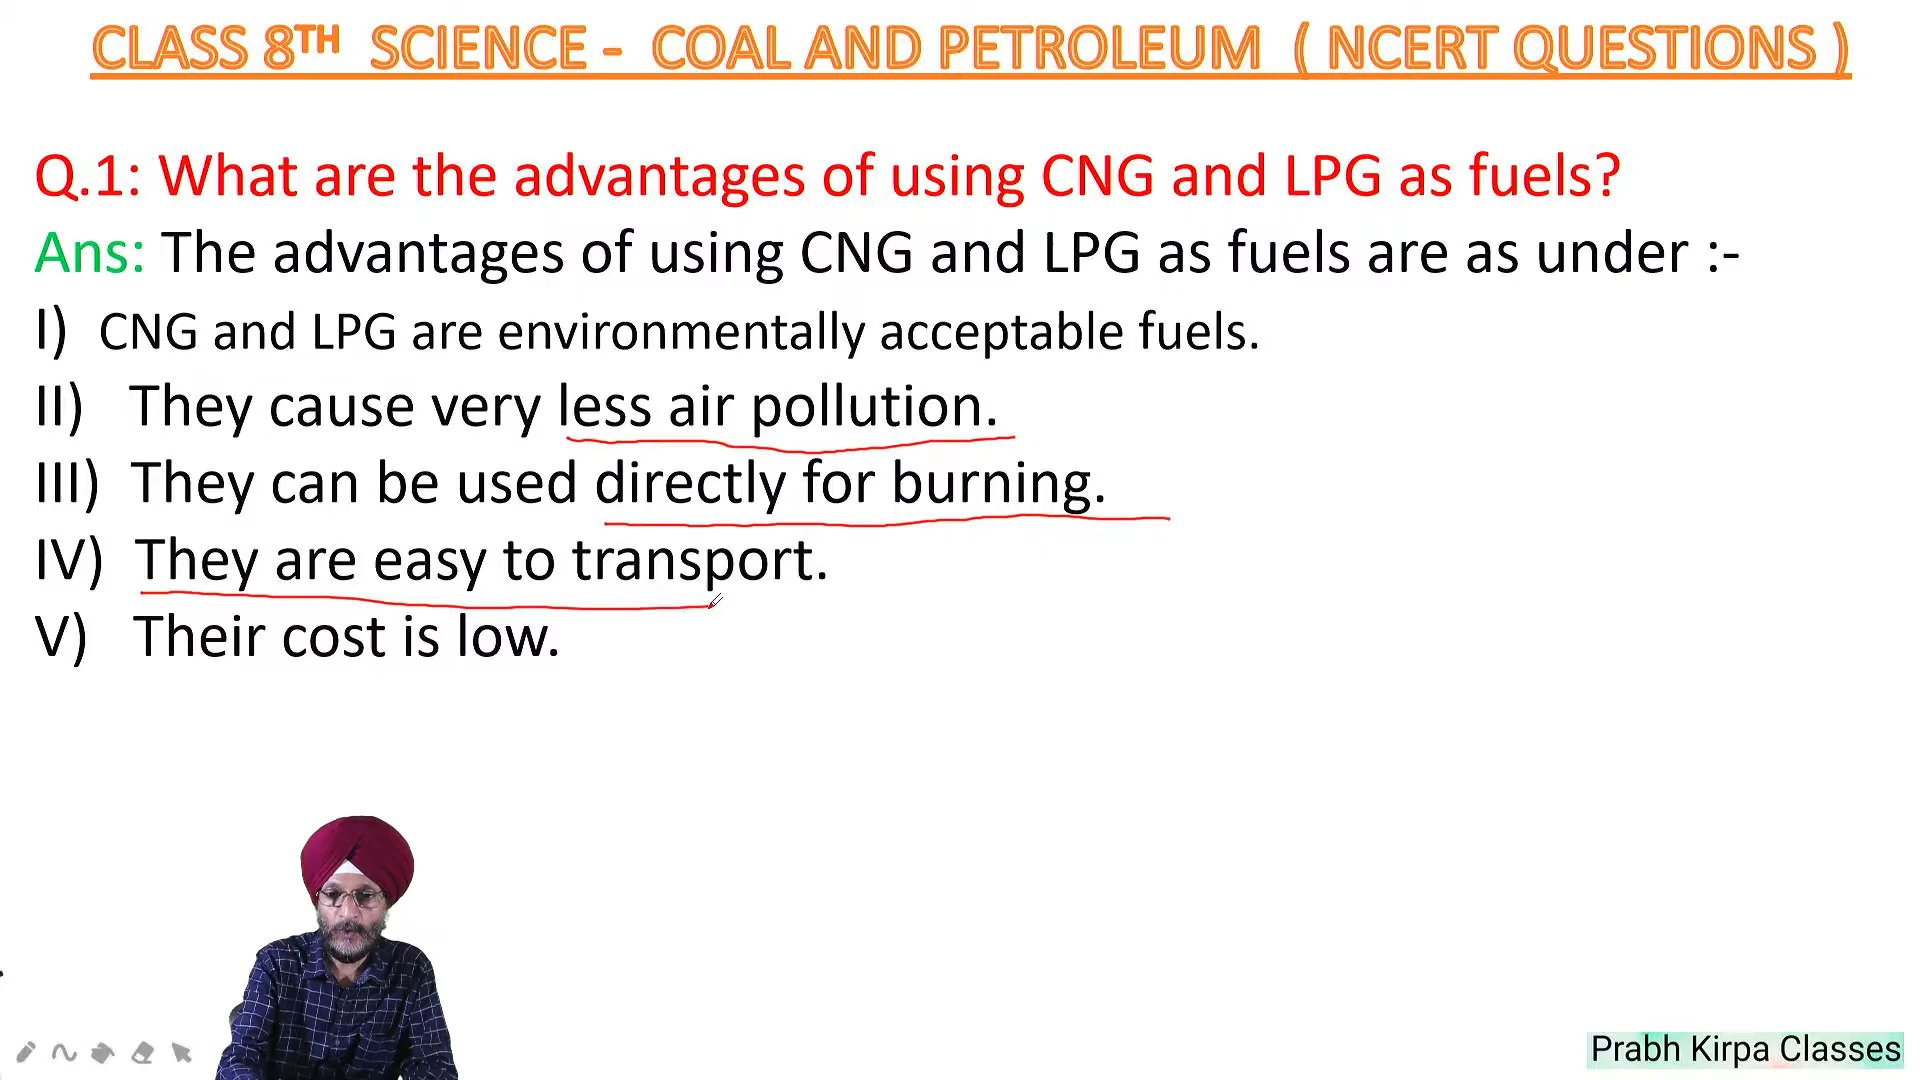 CLASS 8TH SCIENCE - COAL AND PETROLEUM ( NCERT QUESTIONS )
Q.1: What are the advantages of using CNG and LPG as fuels?
Ans: The advantages of using CNG and LPG as fuels are as under :-
I) CNG and LPG are environmentally acceptable fuels.
II) They cause very less air pollution.
III) They can be used directly for burning.
IV) They are easy to transport.
V) Their cost is low.
Prabh Kirpa Classes